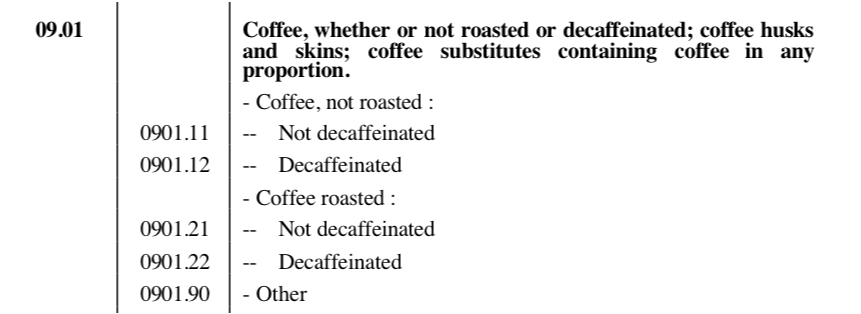 09.01 Coffee, whether or not roasted or decaffeinated; coffee husks
and skins; coffee substitutes containing coffee in any
proportion.
- Coffee, not roasted :
0901.11 -- Not decaffeinated
0901.12 -- Decaffeinated
- Coffee roasted :
0901.21 -- Not decaffeinated
0901.22 -- Decaffeinated
0901.90 - Other